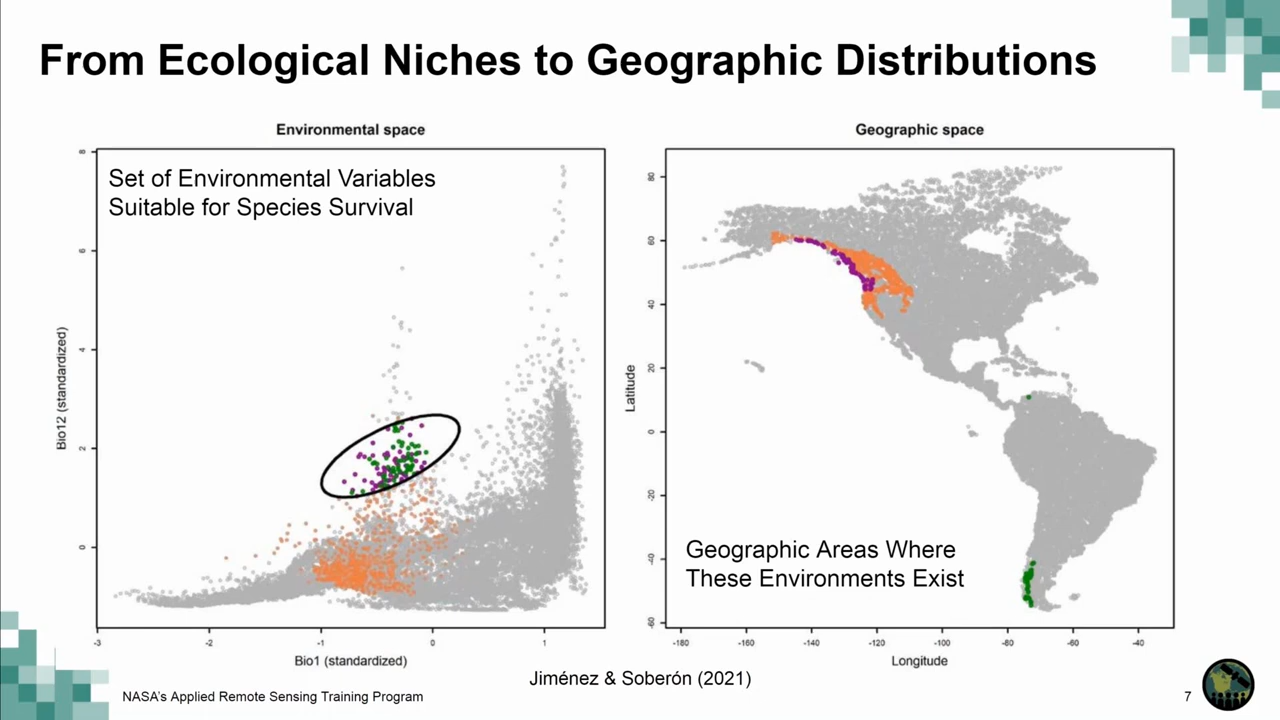 From Ecological Niches to Geographic Distributions
Environmental space
Set of Environmental Variables
Suitable for Species Survival
Bio12 (standardized)
8
6
4
2
0
-3
-2
-1
0
1
Bio1 (standardized)
Geographic space
Latitude
80
60
40
20
0
-20
-40
-60
Geographic Areas Where
These Environments Exist
-180
-160
-140
-120
-100
-80
-60
-40
Longitude
Jiménez & Soberón (2021)
NASA's Applied Remote Sensing Training Program
7